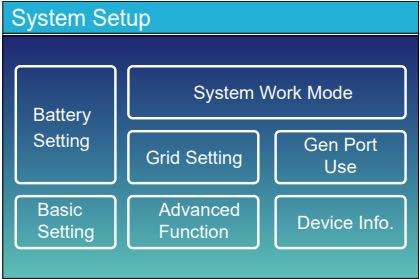 System Setup
System Work Mode
Battery
Setting
Grid Setting
Gen Port
Use
Basic
Setting
Advanced
Function
Device Info.